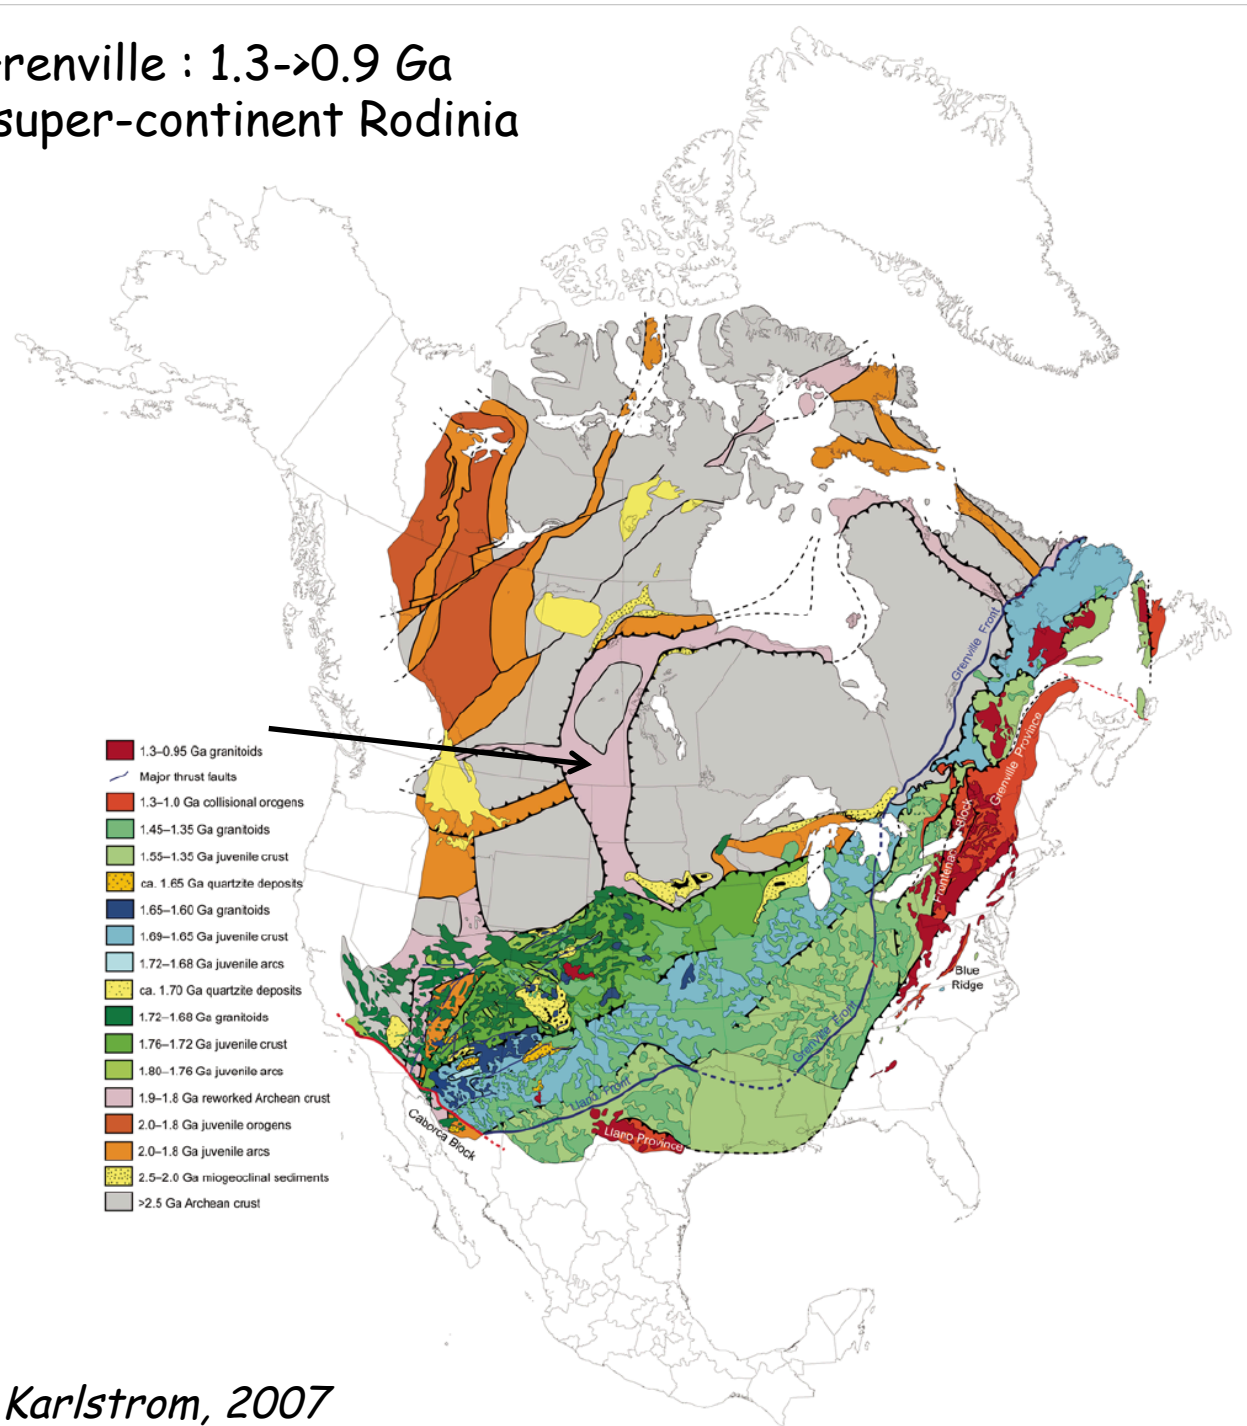 renville : 1.3->0.9 Ga
super-continent Rodinia
1.3–0.95 Ga granitoids
Major thrust faults
1.3–1.0 Ga collisional orogens
1.45–1.35 Ga granitoids
1.55–1.35 Ga juvenile crust
ca. 1.65 Ga quartzite deposits
1.65–1.60 Ga granitoids
1.69–1.65 Ga juvenile crust
1.72–1.68 Ga juvenile arcs
ca. 1.70 Ga quartzite deposits
1.72–1.68 Ga granitoids
1.76–1.72 Ga juvenile crust
1.80–1.76 Ga juvenile arcs
1.9–1.8 Ga reworked Archean crust
2.0–1.8 Ga juvenile orogens
2.0–1.8 Ga juvenile arcs
2.5–2.0 Ga miogeoclinal sediments
>2.5 Ga Archean crust
Grenville Front
Grenville Province
rontenac Block
Blue
Ridge
Grenville Front
Llano Front
Llano Province
Caborca Block
Karlstrom, 2007